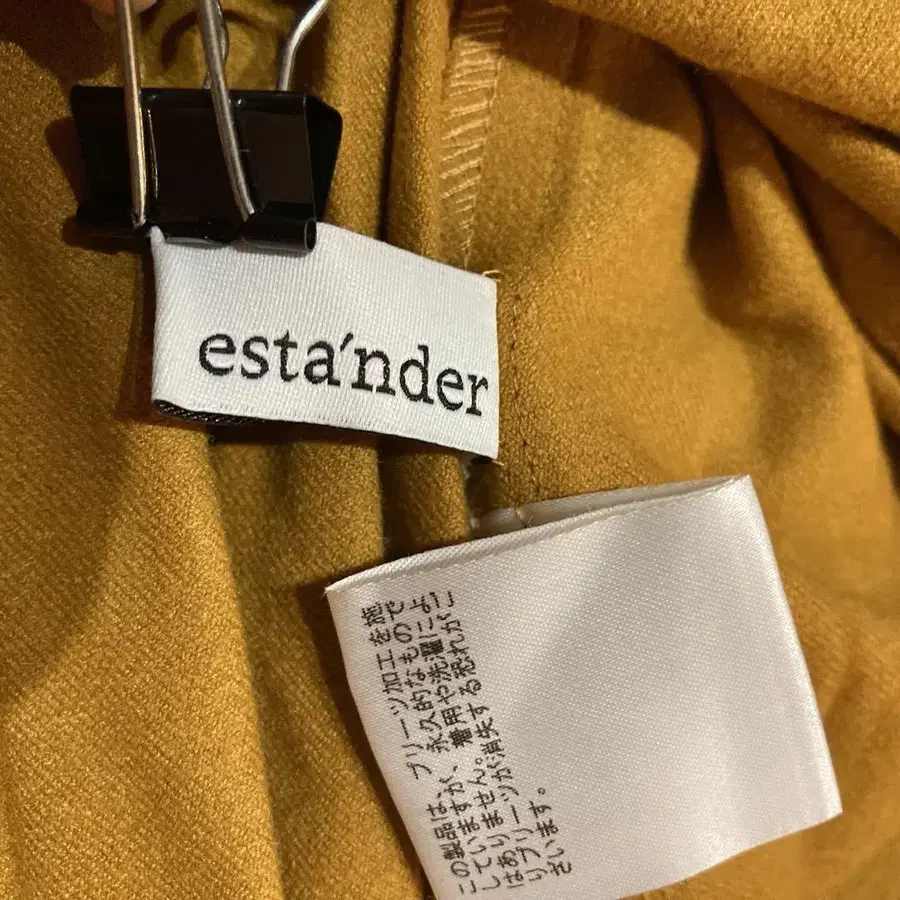 esta'nder
この製品は、プリーツ加工を施
していますが、永久的なもので
はありません。着用や洗濯によ
りプリーツが消失する恐れがご
ざいます。